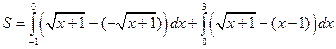 S = ∫_{-1}^{0} (√(x+1) − (−√(x+1))) dx + ∫_{0}^{3} (√(x+1) − (x−1)) dx